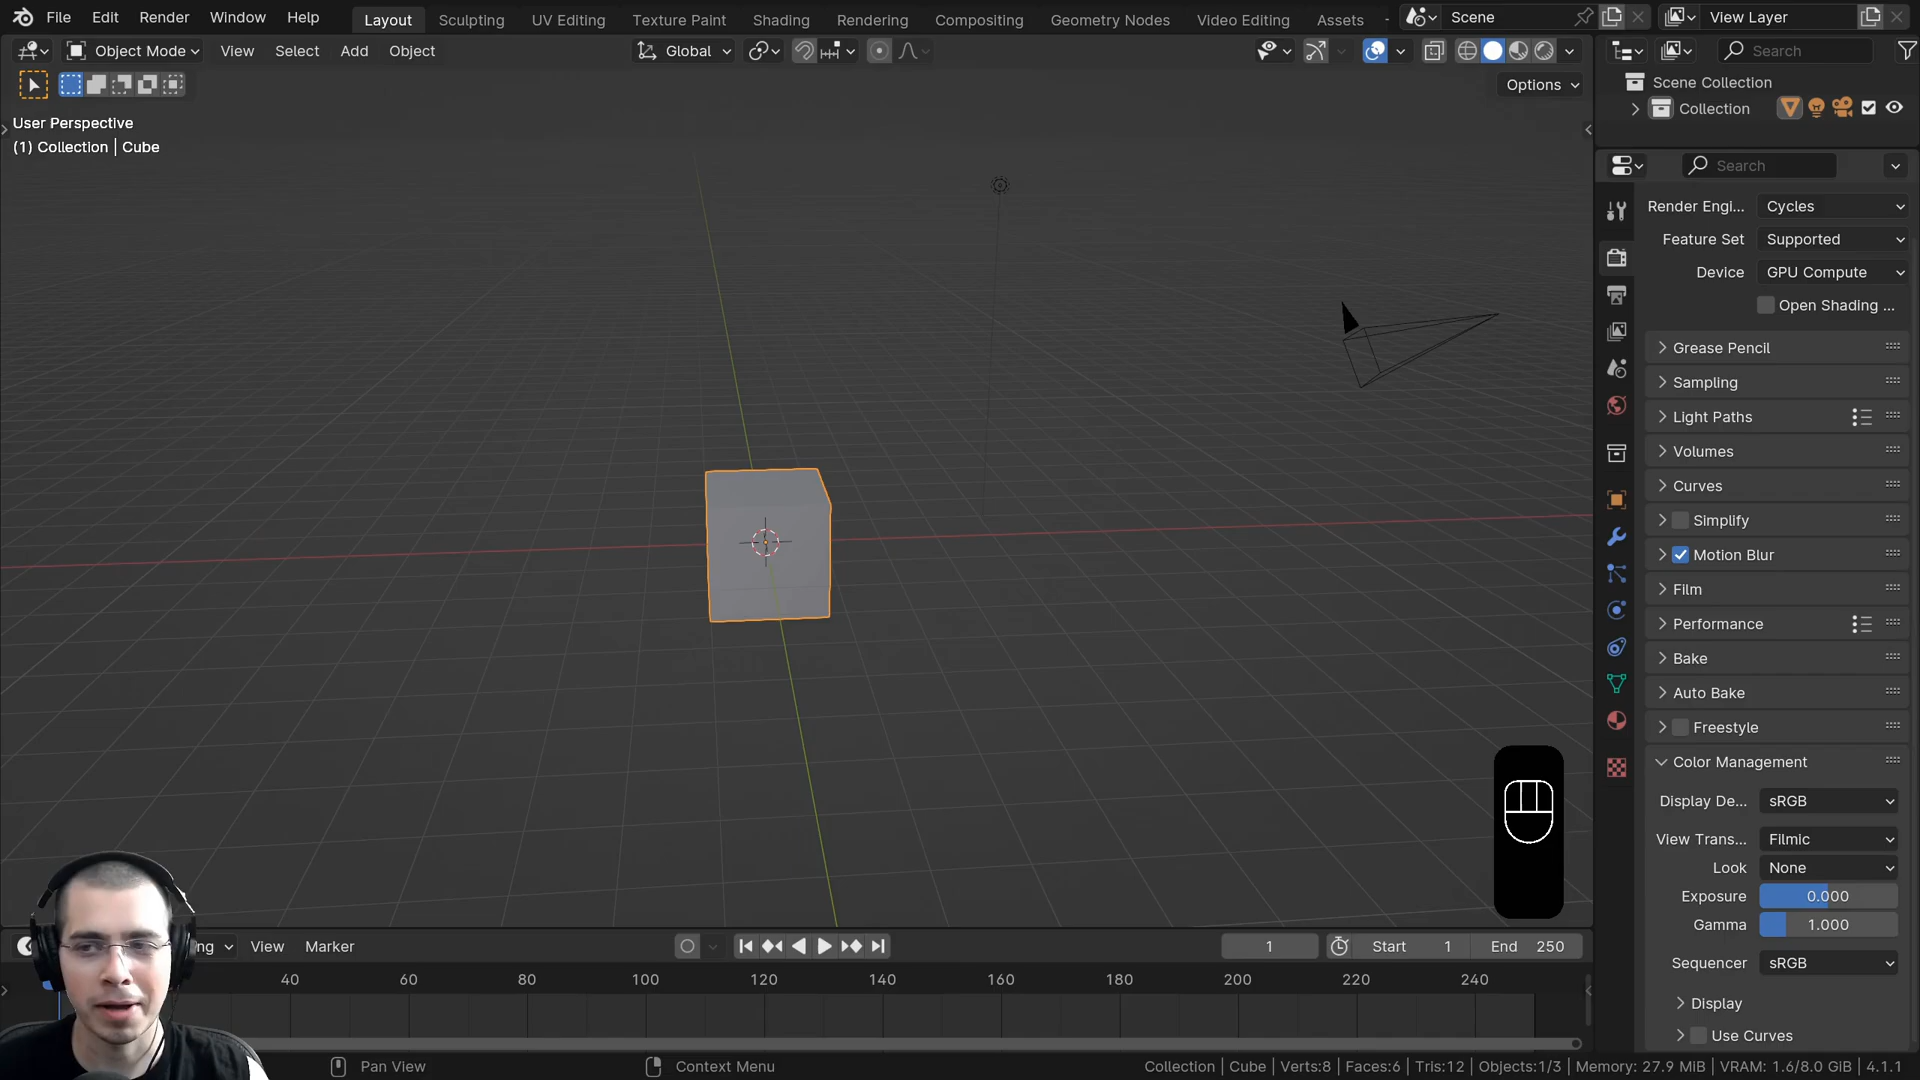 File Edit Render Window Help Layout Sculpting UV Editing Texture Paint Shading Rendering Compositing Geometry Nodes Video Editing Assets Scene View Layer
Object Mode View Select Add Object Global Search
Options
User Perspective
(1) Collection | Cube
Scene Collection
Collection
Search
Render Engi... Cycles
Feature Set Supported
Device GPU Compute
Open Shading ...
Grease Pencil
Sampling
Light Paths
Volumes
Curves
Simplify
Motion Blur
Film
Performance
Bake
Auto Bake
Freestyle
Color Management
Display De... sRGB
View Trans... Filmic
Look None
Exposure 0.000
Gamma 1.000
Sequencer sRGB
Display
Use Curves
View Marker 1 Start 1 End 250
40 60 80 100 120 140 160 180 200 220 240
Pan View Context Menu Collection | Cube | Verts:8 | Faces:6 | Tris:12 | Objects:1/3 | Memory: 27.9 MiB | VRAM: 1.6/8.0 GiB | 4.1.1